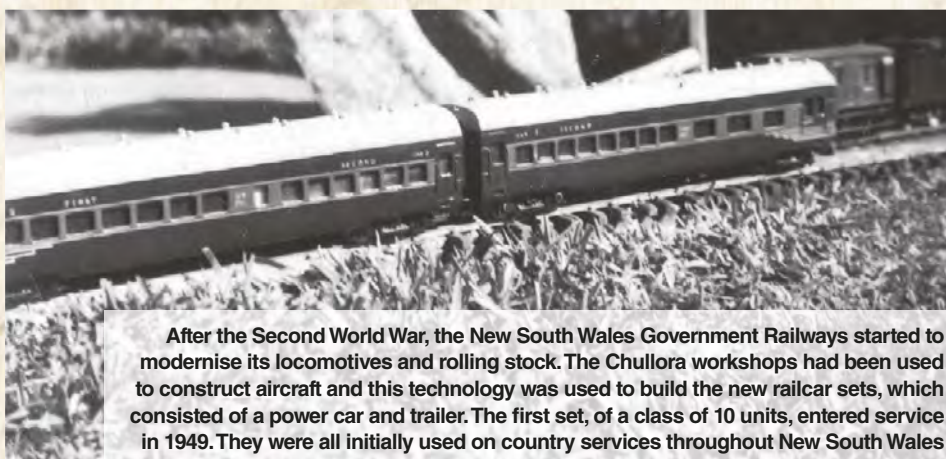 FIRST
SECOND
SECOND
After the Second World War, the New South Wales Government Railways started to
modernise its locomotives and rolling stock. The Chullora workshops had been used
to construct aircraft and this technology was used to build the new railcar sets, which
consisted of a power car and trailer. The first set, of a class of 10 units, entered service
in 1949. They were all initially used on country services throughout New South Wales